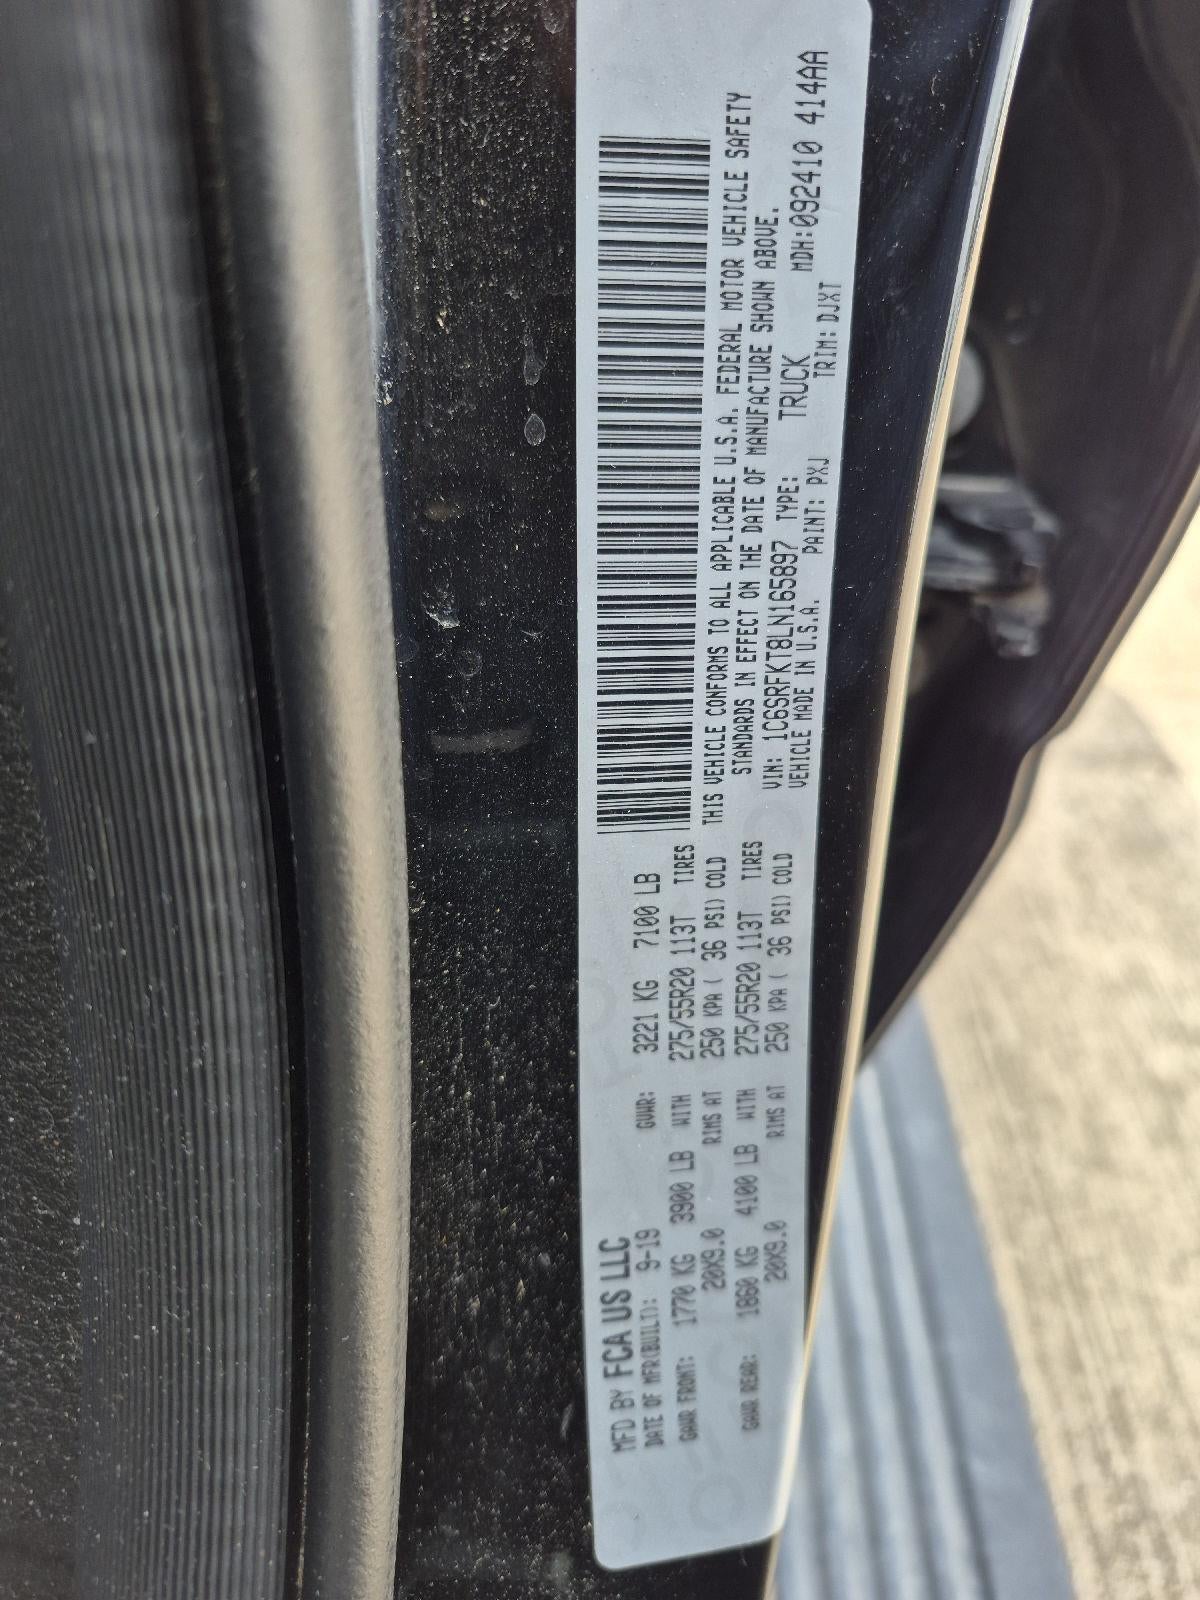 MFD BY FCA US LLC
DATE OF MFR(BUILT): 9-19 GVWR: 3221 KG 7100 LB
GAWR FRONT: 1770 KG 3900 LB WITH 275/55R20 113T TIRES
20X9.0 RIMS AT 250 KPA ( 36 PSI) COLD
GAWR REAR: 1860 KG 4100 LB WITH 275/55R20 113T TIRES
20X9.0 RIMS AT 250 KPA ( 36 PSI) COLD
THIS VEHICLE CONFORMS TO ALL APPLICABLE U.S.A. FEDERAL MOTOR VEHICLE SAFETY
STANDARDS IN EFFECT ON THE DATE OF MANUFACTURE SHOWN ABOVE.
VIN: 1C6SRFKT8LN165897 TYPE: TRUCK MDH:092410 414AA
VEHICLE MADE IN U.S.A. PAINT: PXJ TRIM: DJXT